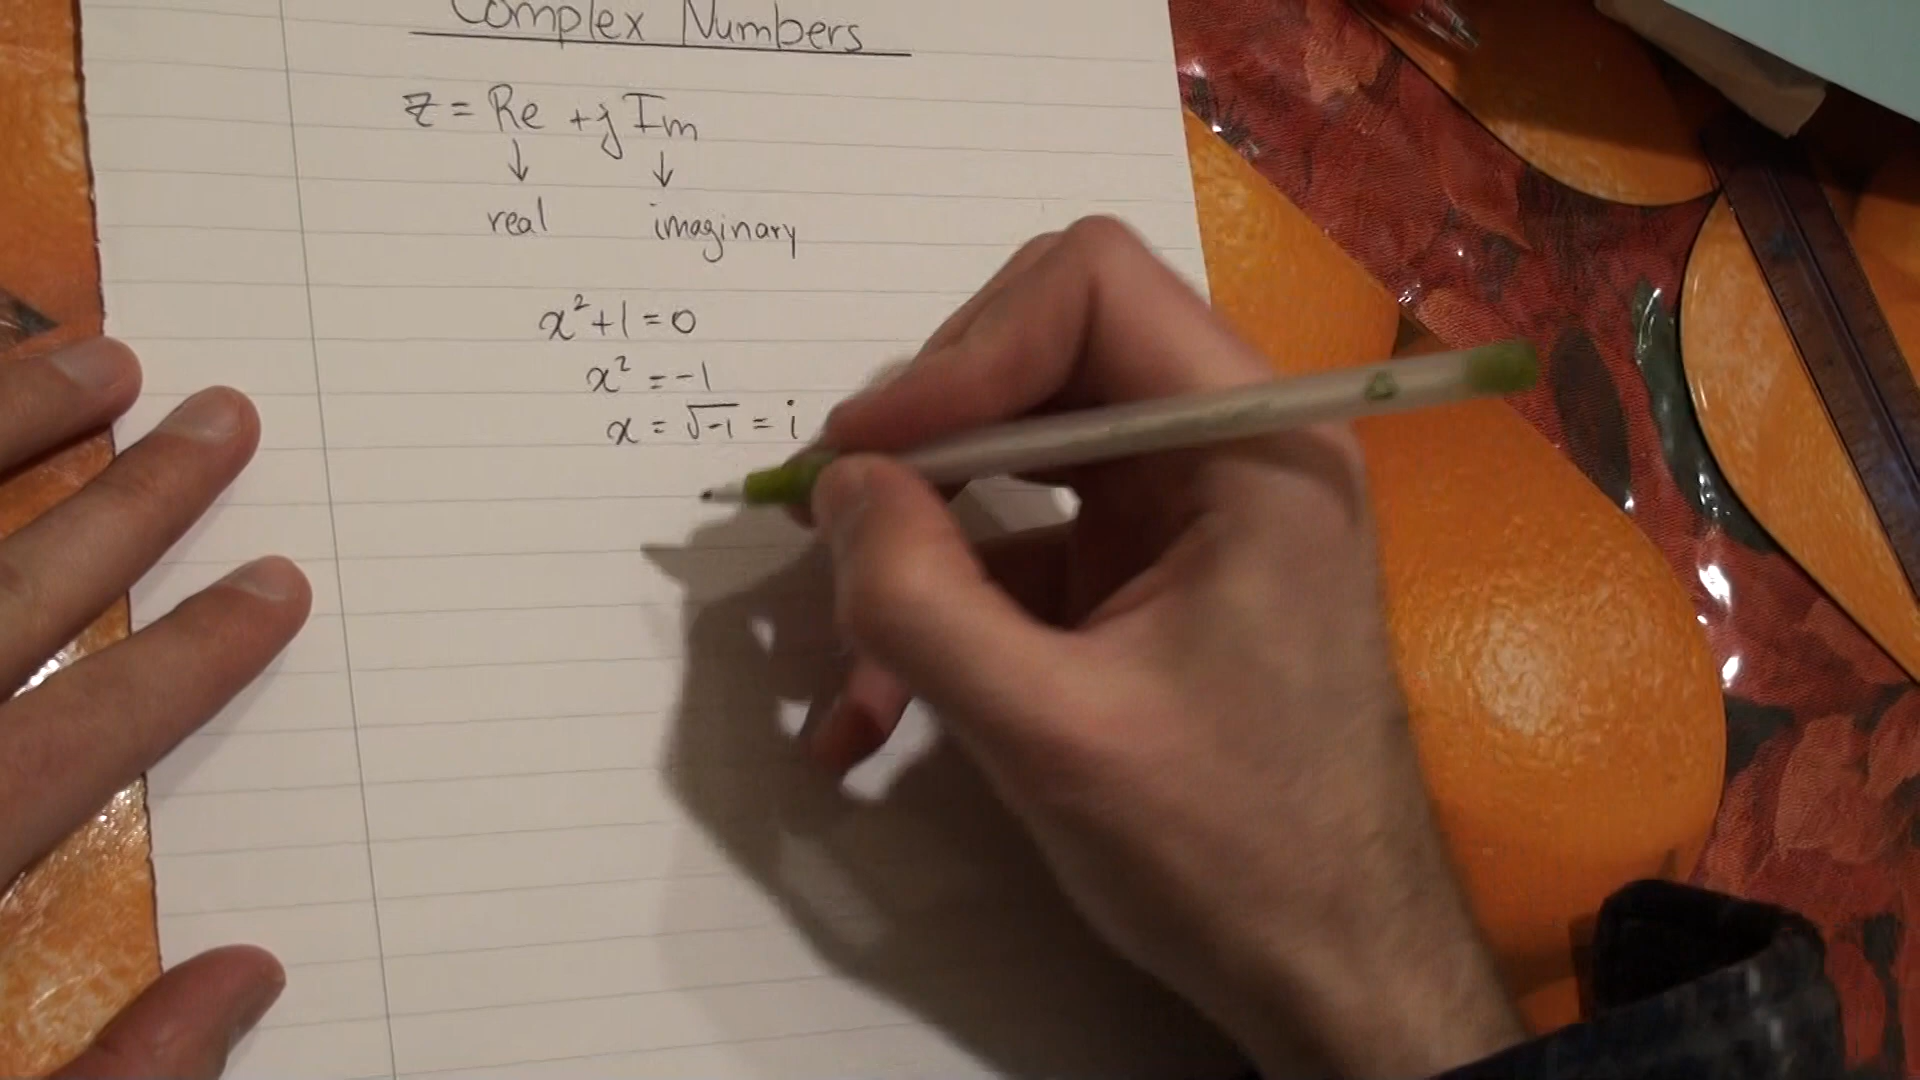 Complex Numbers
z = Re + j Im
↓ ↓
real imaginary
x² + 1 = 0
x² = -1
x = √-1 = i